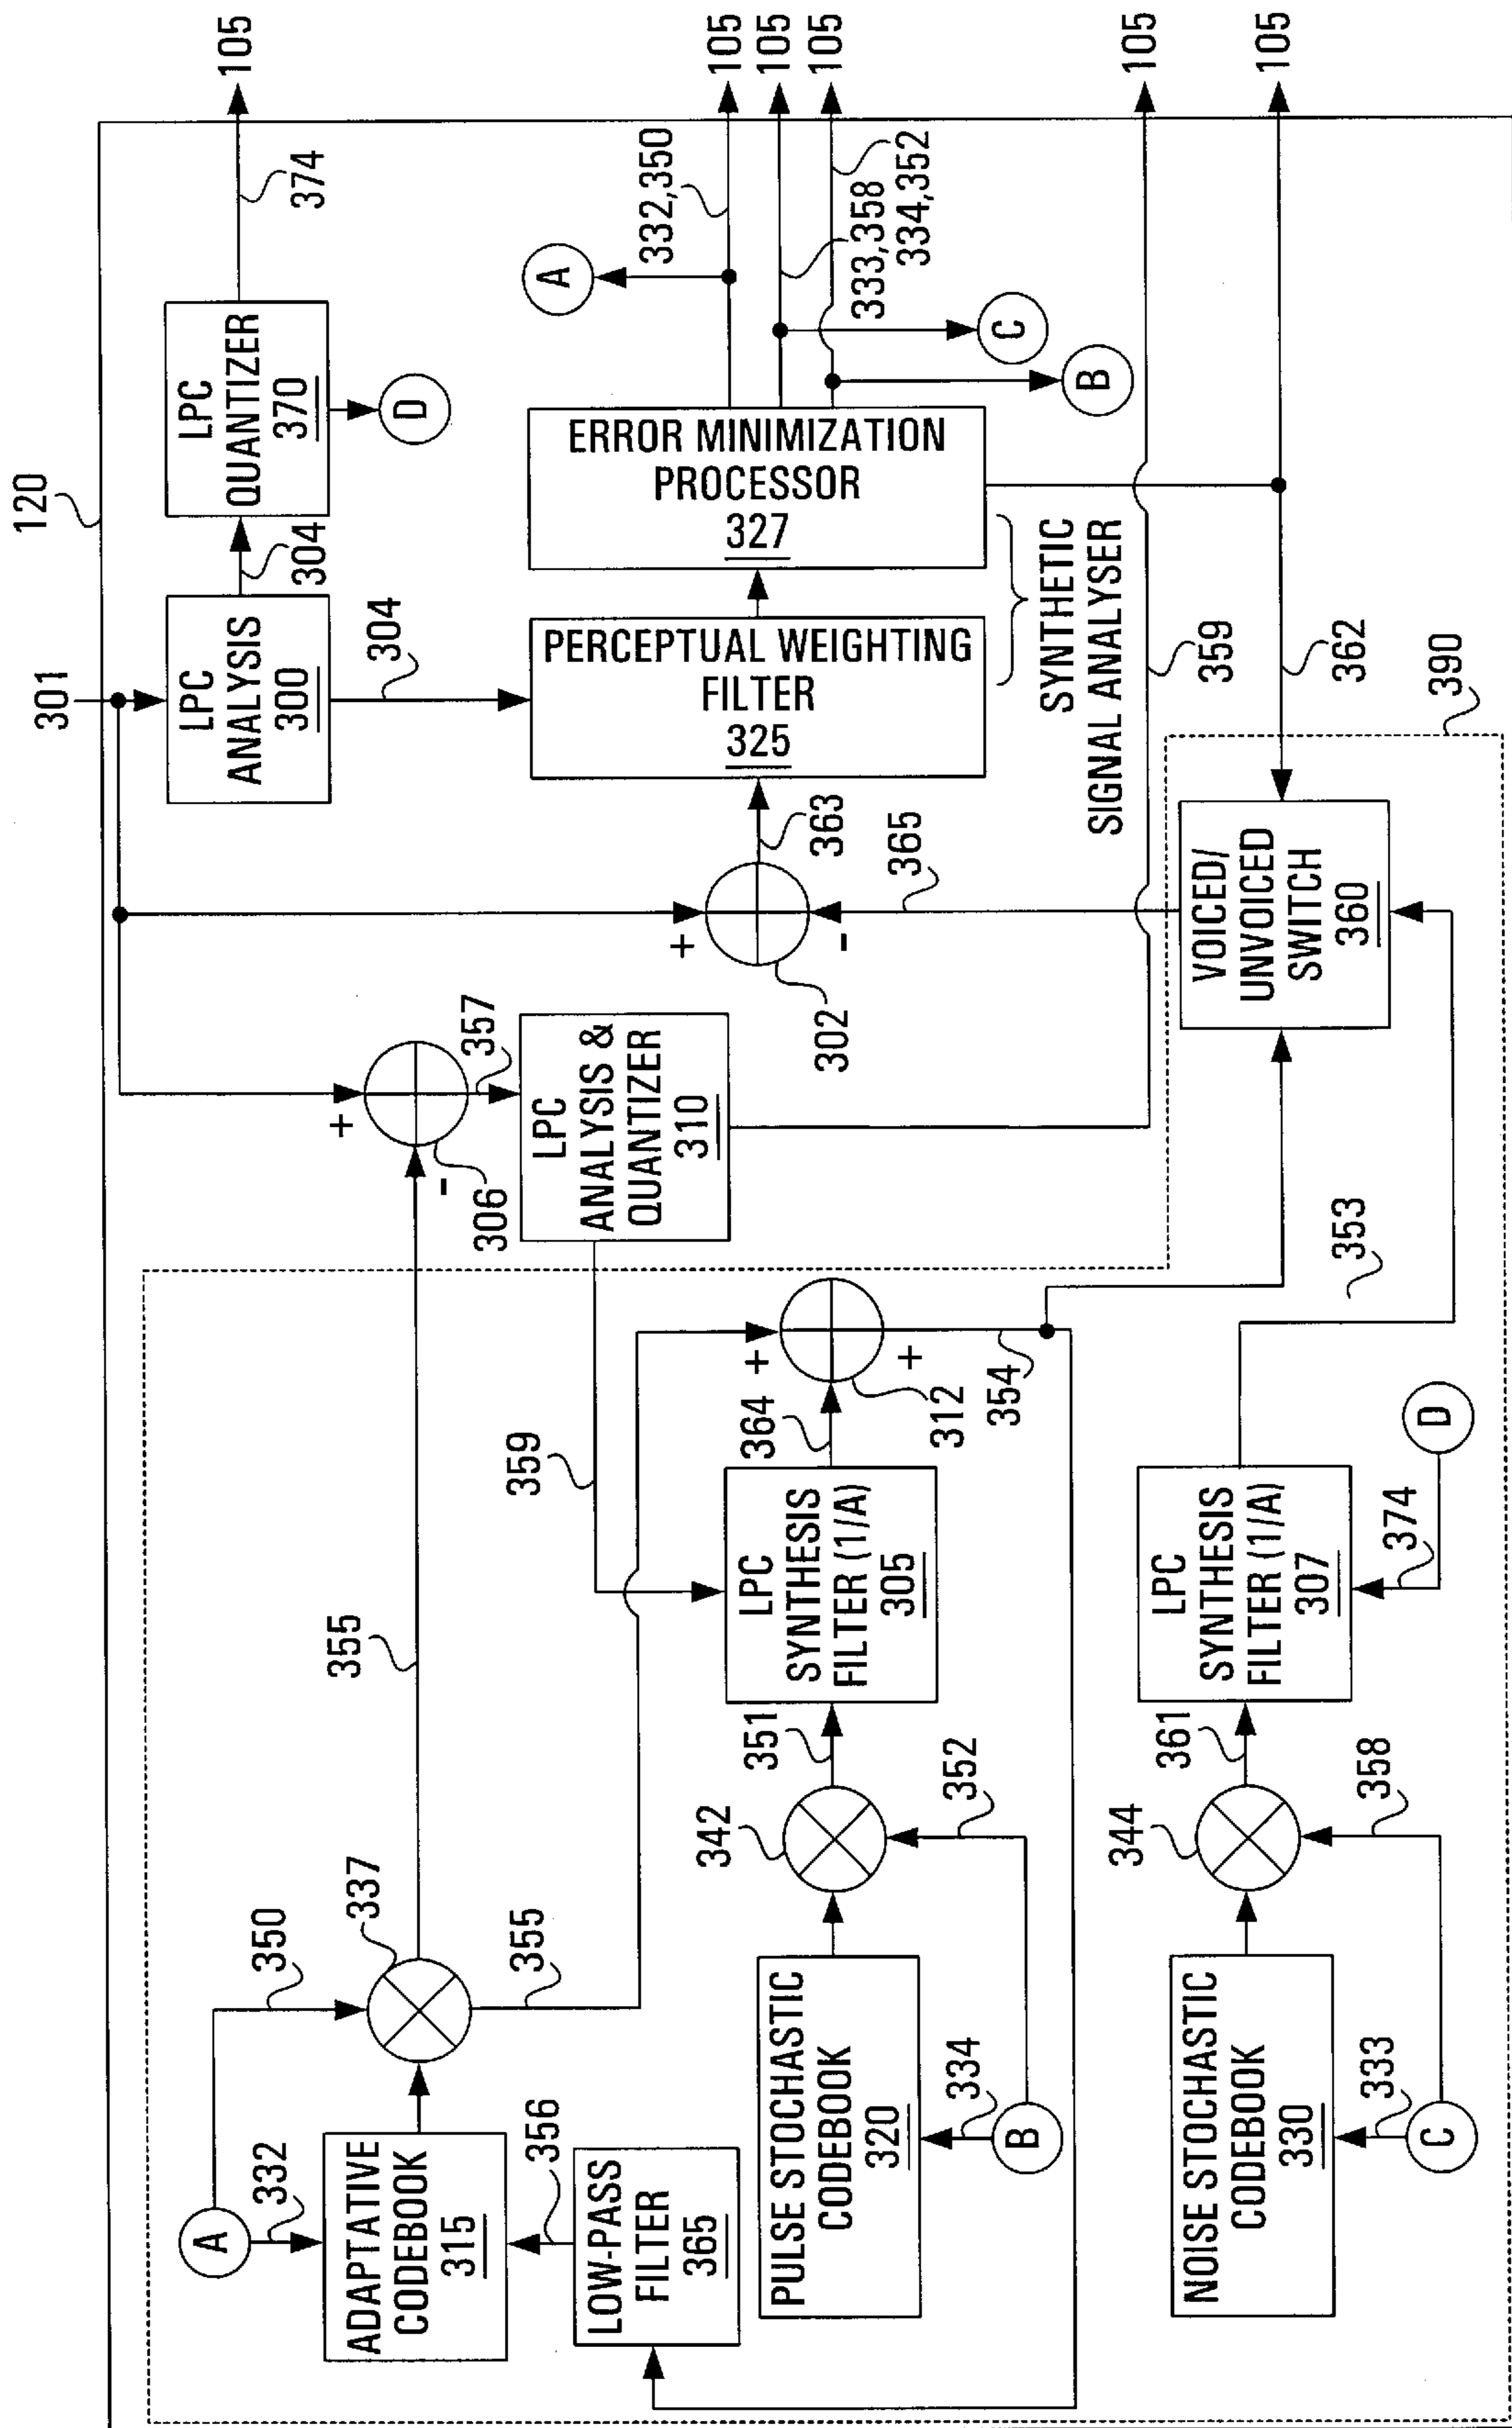 120
301
LPC
ANALYSIS
300
304
LPC
QUANTIZER
370
374
105
D
304
PERCEPTUAL WEIGHTING
FILTER
325
ERROR MINIMIZATION
PROCESSOR
327
SYNTHETIC
SIGNAL ANALYSER
A
332,350
105
105
333,358
334,352
105
C
B
359
105
362
105
390
363
+
-
302
365
VOICED/
UNVOICED
SWITCH
360
+
-
306
357
LPC
ANALYSIS &
QUANTIZER
310
355
359
A
350
332
337
ADAPTATIVE
CODEBOOK
315
355
356
LOW-PASS
FILTER
365
PULSE STOCHASTIC
CODEBOOK
320
334
B
342
352
351
LPC
SYNTHESIS
FILTER (1/A)
305
364
+
+
312
354
NOISE STOCHASTIC
CODEBOOK
330
333
C
344
358
361
LPC
SYNTHESIS
FILTER (1/A)
307
374
D
353